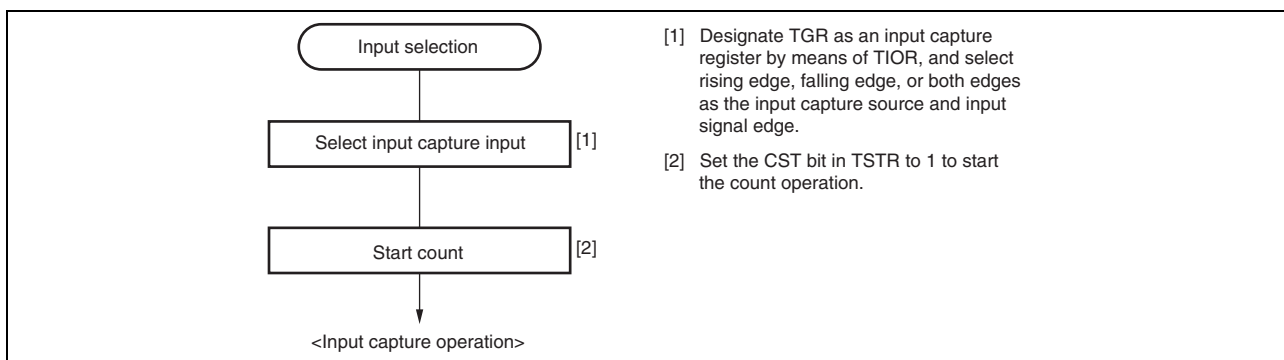 Input selection
Select input capture input
[1]
Start count
[2]
<Input capture operation>
[1] Designate TGR as an input capture
register by means of TIOR, and select
rising edge, falling edge, or both edges
as the input capture source and input
signal edge.
[2] Set the CST bit in TSTR to 1 to start
the count operation.